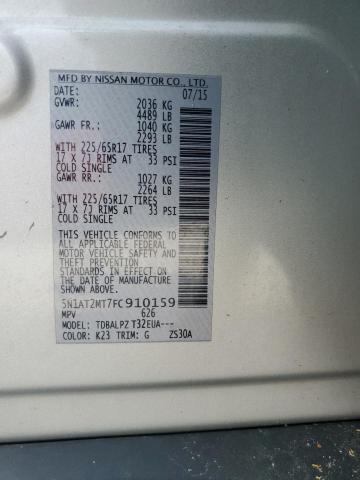 MFD BY NISSAN MOTOR CO., LTD.
DATE: 07/15
GVWR: 2036 KG
4489 LB
GAWR FR.: 1040 KG
2293 LB
WITH 225/65R17 TIRES
17 X 7J RIMS AT 33 PSI
COLD SINGLE
GAWR RR.: 1027 KG
2264 LB
WITH 225/65R17 TIRES
17 X 7J RIMS AT 33 PSI
COLD SINGLE
THIS VEHICLE CONFORMS TO
ALL APPLICABLE FEDERAL
MOTOR VEHICLE SAFETY
STANDARDS IN EFFECT ON
THE DATE OF MANUFACTURE
SHOWN ABOVE.
5N1AT2MT7FC910159
MPV 626
MODEL: TDBALPZ T32EUA---
COLOR: K23 TRIM: G ZS30A